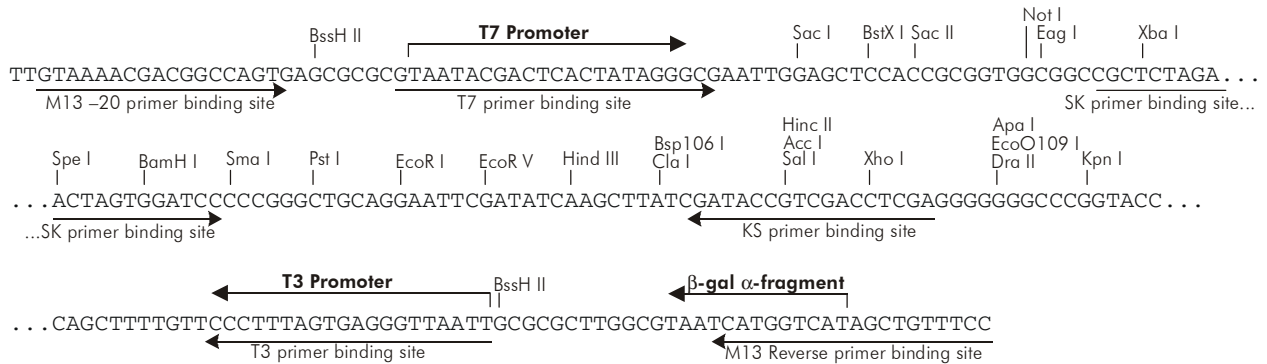 Not I
BssH II T7 Promoter Sac I BstX I Sac II Eag I Xba I
TTGTAAAACGACGGCCAGTGAGCGCGCGTAATACGACTCACTATAGGGCGAATTGGAGCTCCACCGCGGTGGCGGCCGCTCTAGA...
M13 –20 primer binding site T7 primer binding site SK primer binding site...
Hinc II Apa I
Bsp106 I Acc I EcoO109 I
Spe I BamH I Sma I Pst I EcoR I EcoR V Hind III Cla I Sal I Xho I Dra II Kpn I
...ACTAGTGGATCCCCCGGGCTGCAGGAATTCGATATCAAGCTTATCGATACCGTCGACCTCGAGGGGGGGCCCGGTACC...
...SK primer binding site KS primer binding site
T3 Promoter BssH II β-gal α-fragment
...CAGCTTTTGTTCCCTTTAGTGAGGGTTAATTGCGCGCTTGGCGTAATCATGGTCATAGCTGTTTCC
T3 primer binding site M13 Reverse primer binding site